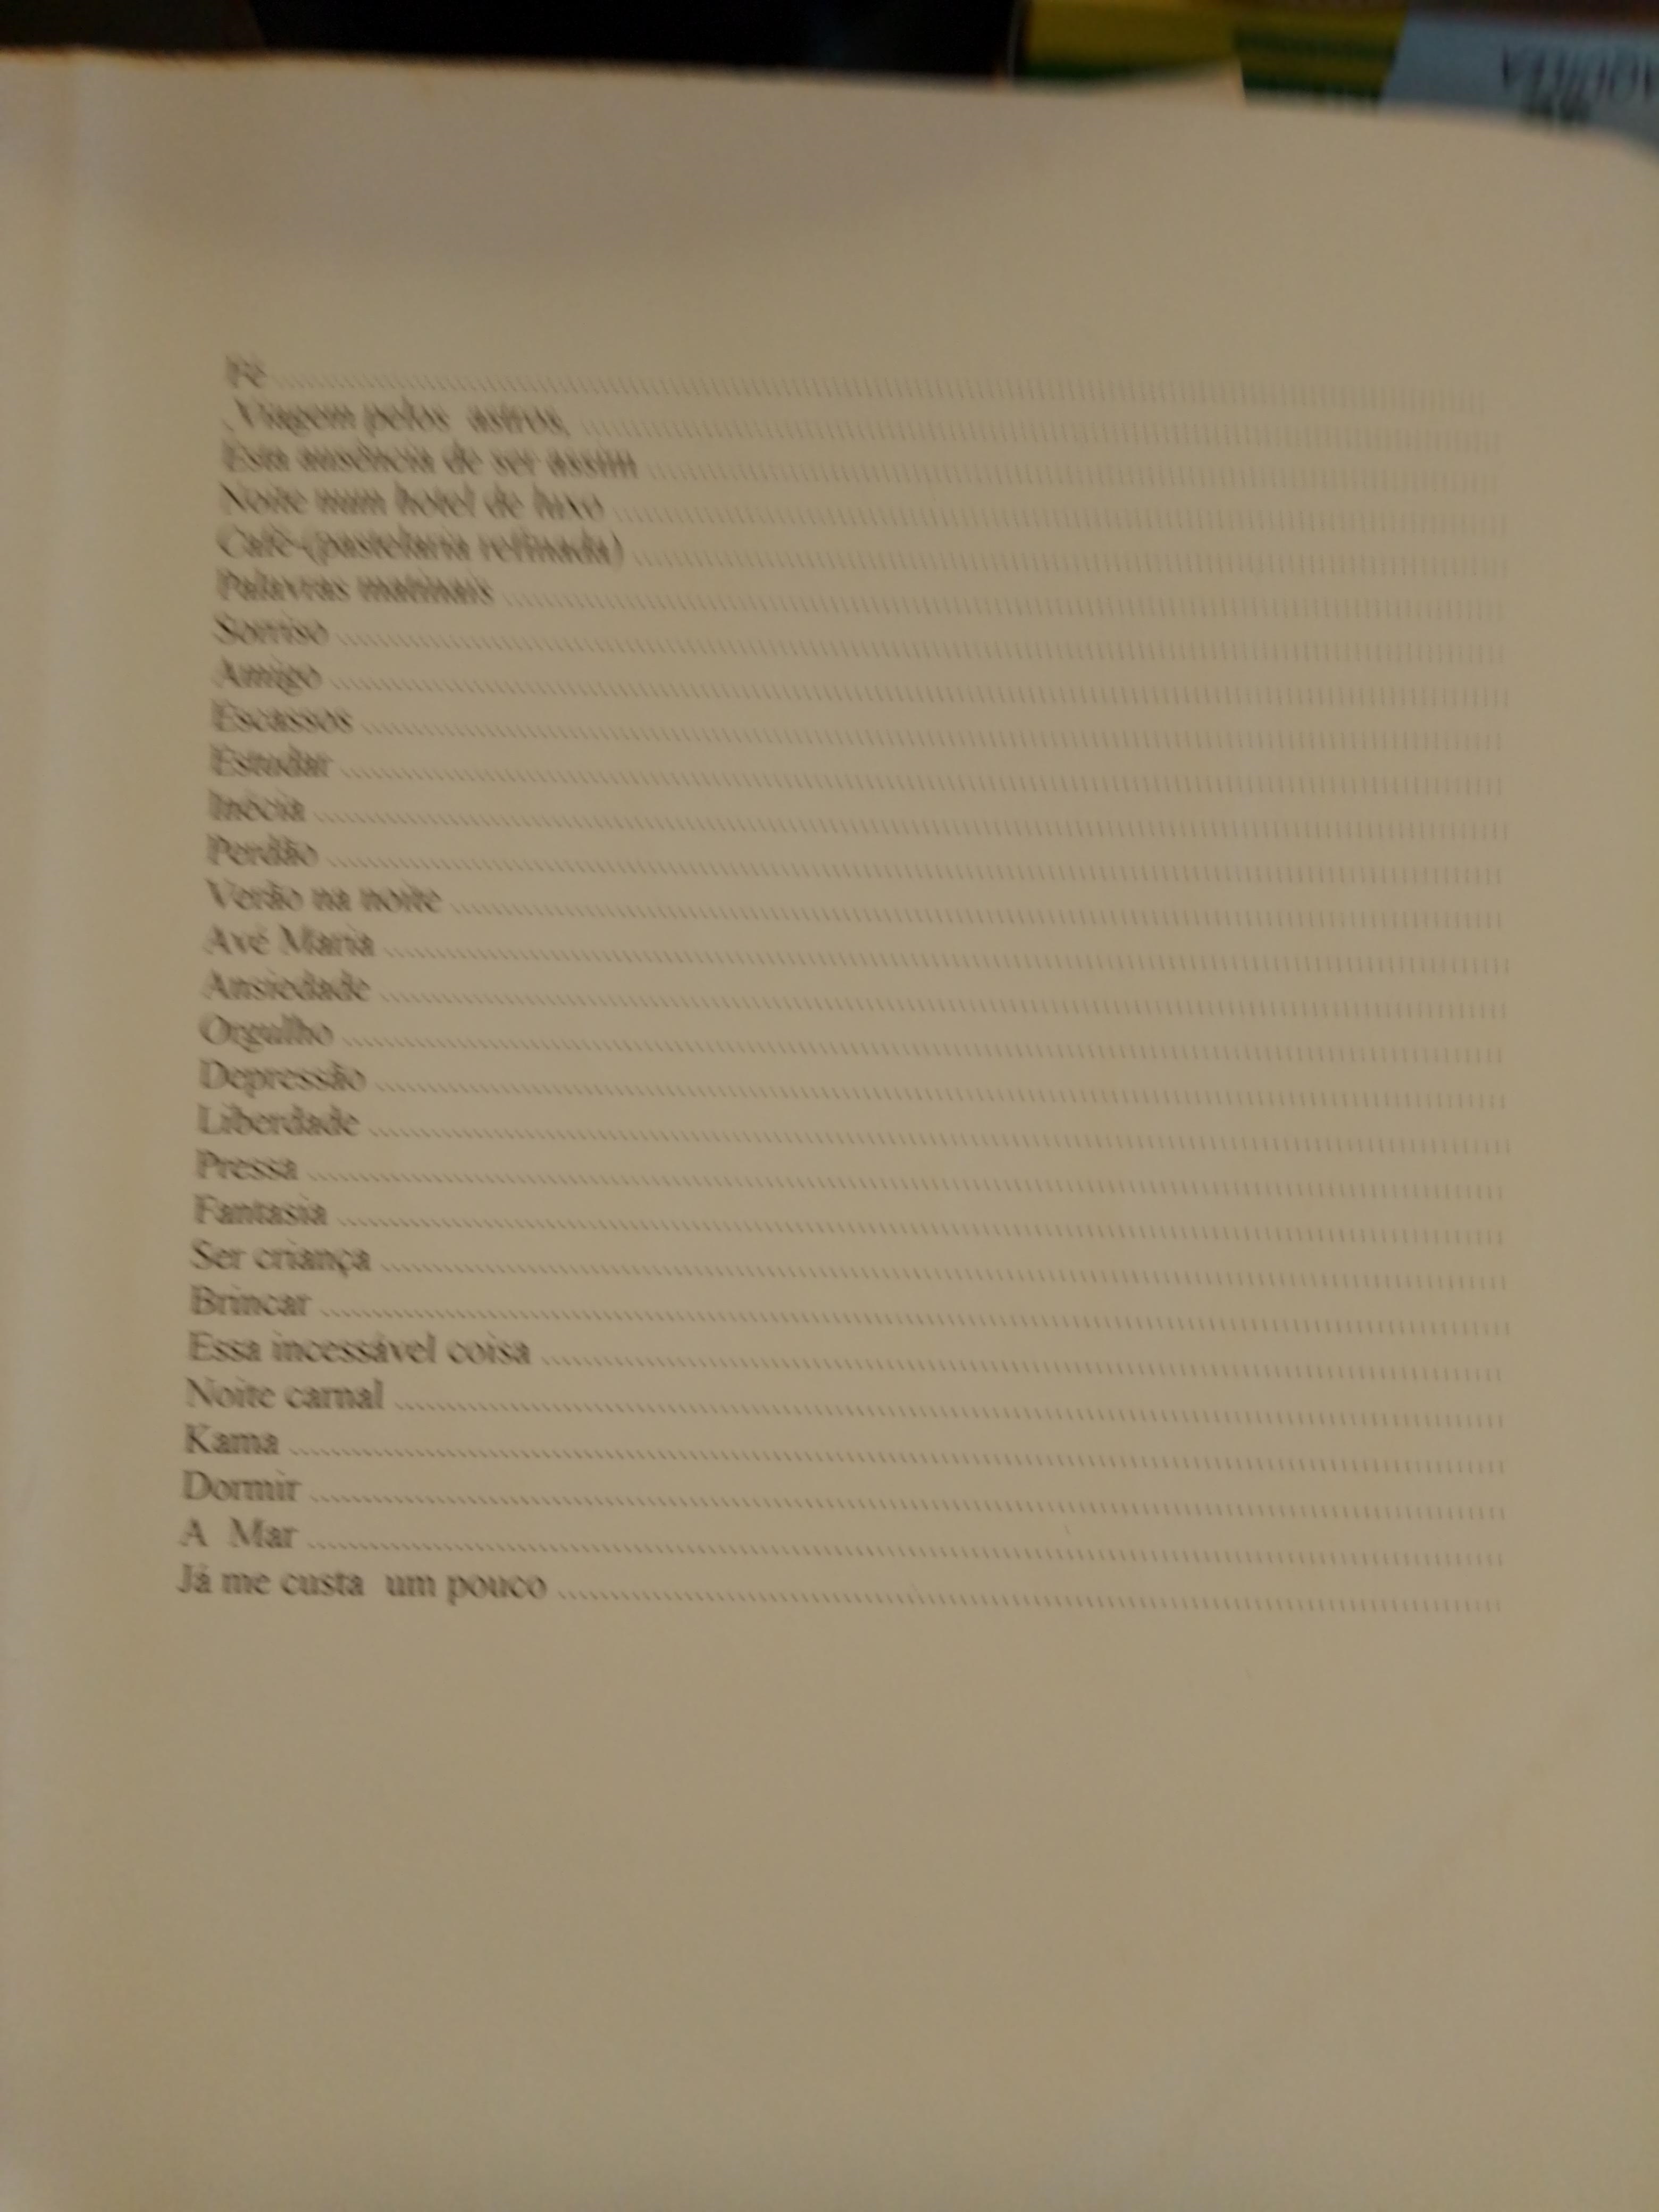 Fé ..........
. Viagem pelos astros, ..........
Esta ausência de ser assim ..........
Noite num hotel de luxo ..........
Café-(pastelaria refinada) ..........
Palavras matinais ..........
Sorriso ..........
Amigo ..........
Escassos ..........
Estudar ..........
Inócia ..........
Perdão ..........
Verão na noite ..........
Avé Maria ..........
Ansiedade ..........
Orgulho ..........
Depressão ..........
Liberdade ..........
Pressa ..........
Fantasia ..........
Ser criança ..........
Brincar ..........
Essa incessável coisa ..........
Noite carnal ..........
Kama ..........
Dormir ..........
A Mar ..........
Já me custa um pouco ..........